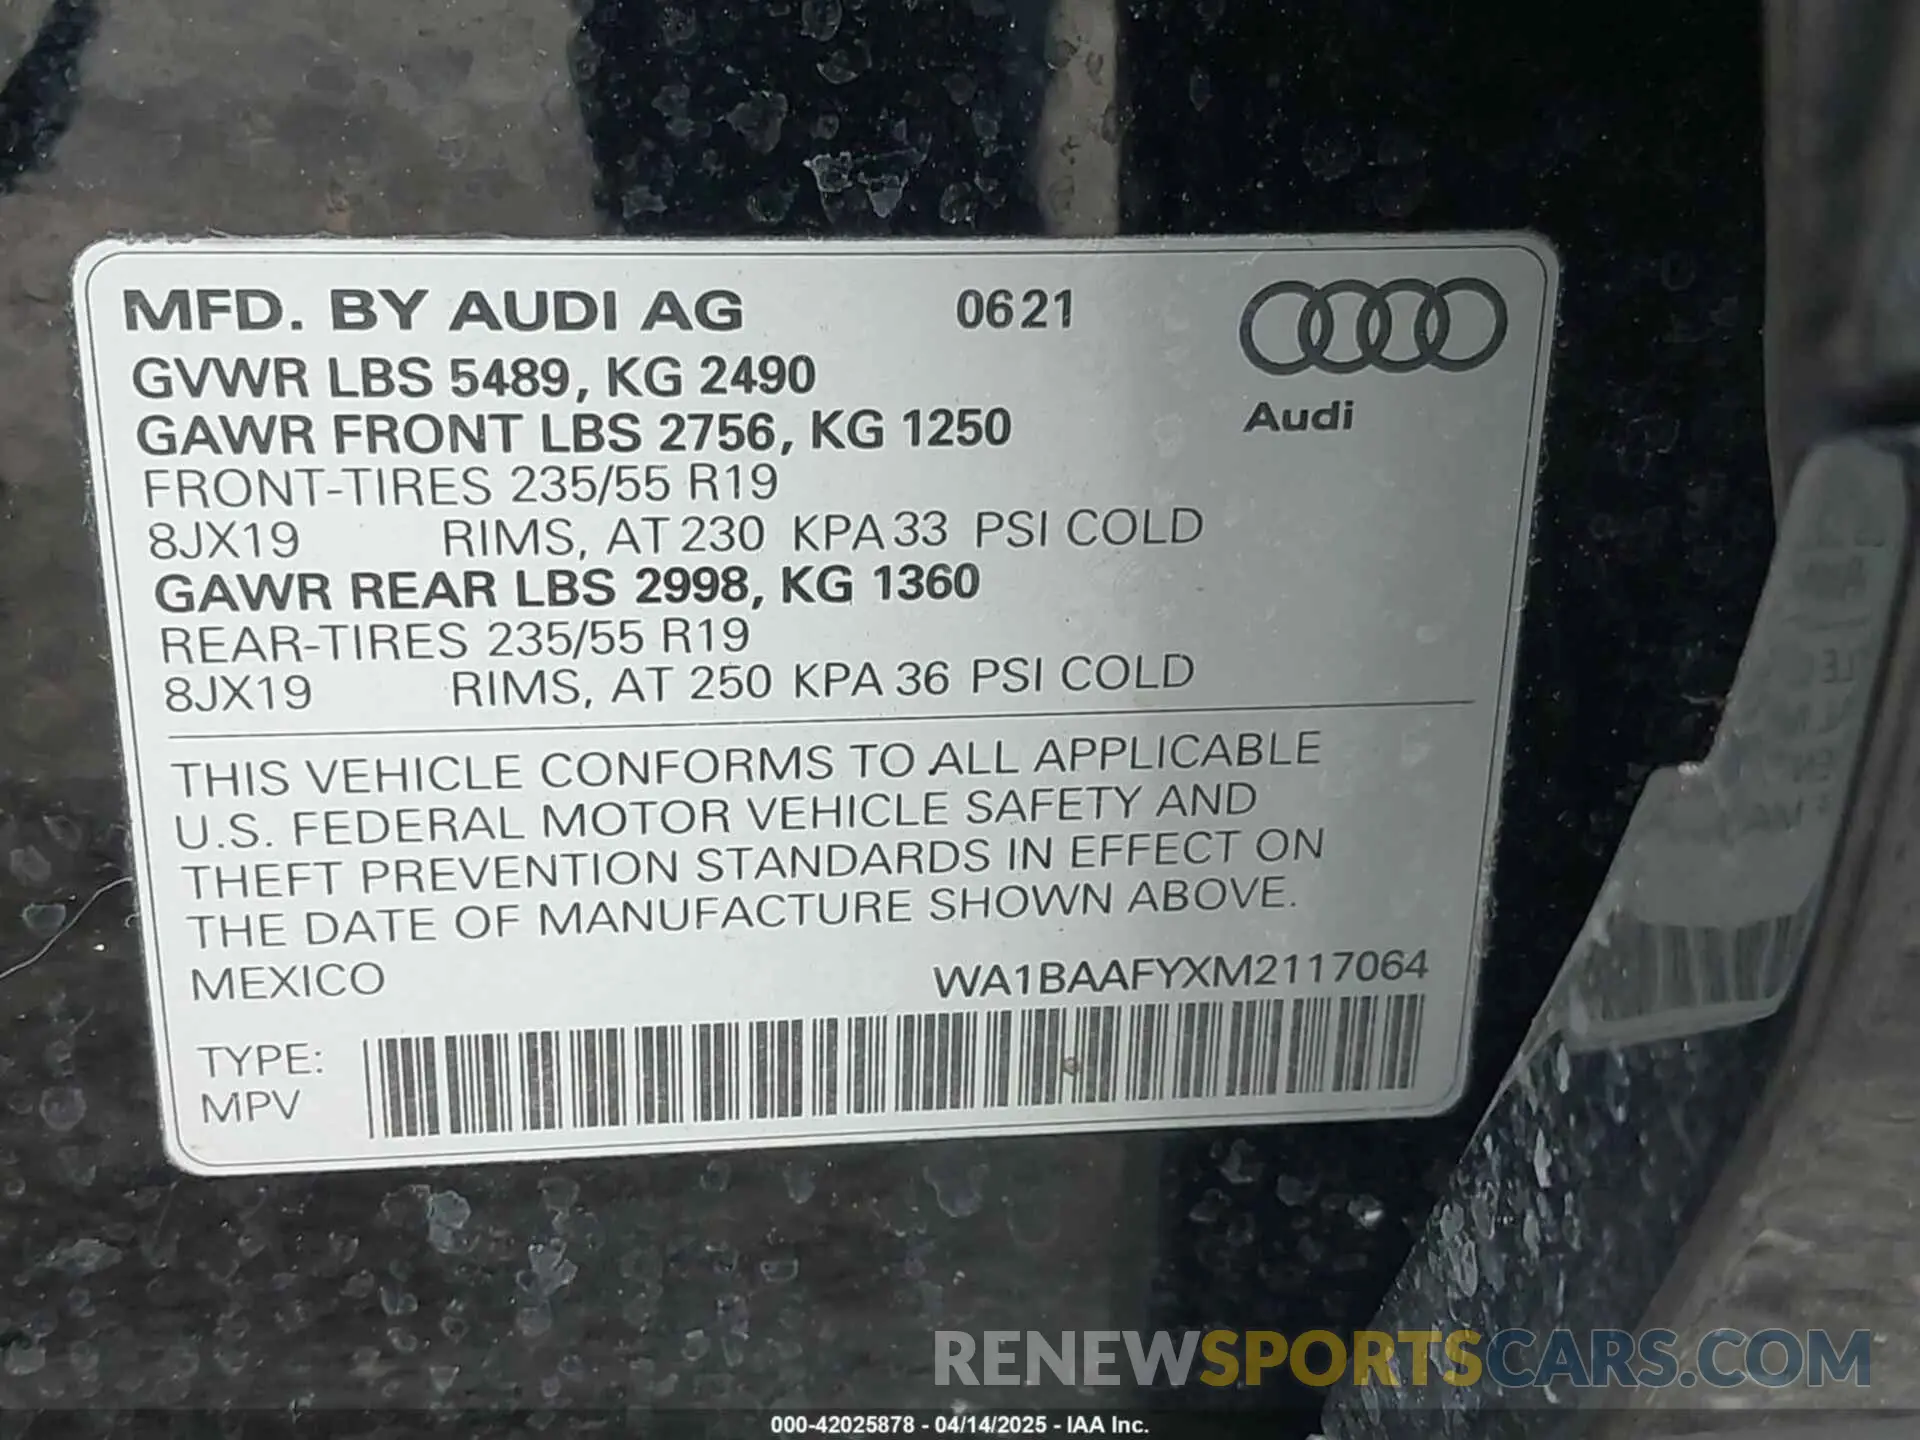 MFD. BY AUDI AG 0621
GVWR LBS 5489, KG 2490
GAWR FRONT LBS 2756, KG 1250
Audi
FRONT-TIRES 235/55 R19
8JX19 RIMS, AT 230 KPA 33 PSI COLD
GAWR REAR LBS 2998, KG 1360
REAR-TIRES 235/55 R19
8JX19 RIMS, AT 250 KPA 36 PSI COLD
THIS VEHICLE CONFORMS TO ALL APPLICABLE
U.S. FEDERAL MOTOR VEHICLE SAFETY AND
THEFT PREVENTION STANDARDS IN EFFECT ON
THE DATE OF MANUFACTURE SHOWN ABOVE.
MEXICO WA1BAAFYXM2117064
TYPE:
MPV
RENEWSPORTSCARS.COM
000-42025878 - 04/14/2025 - IAA Inc.